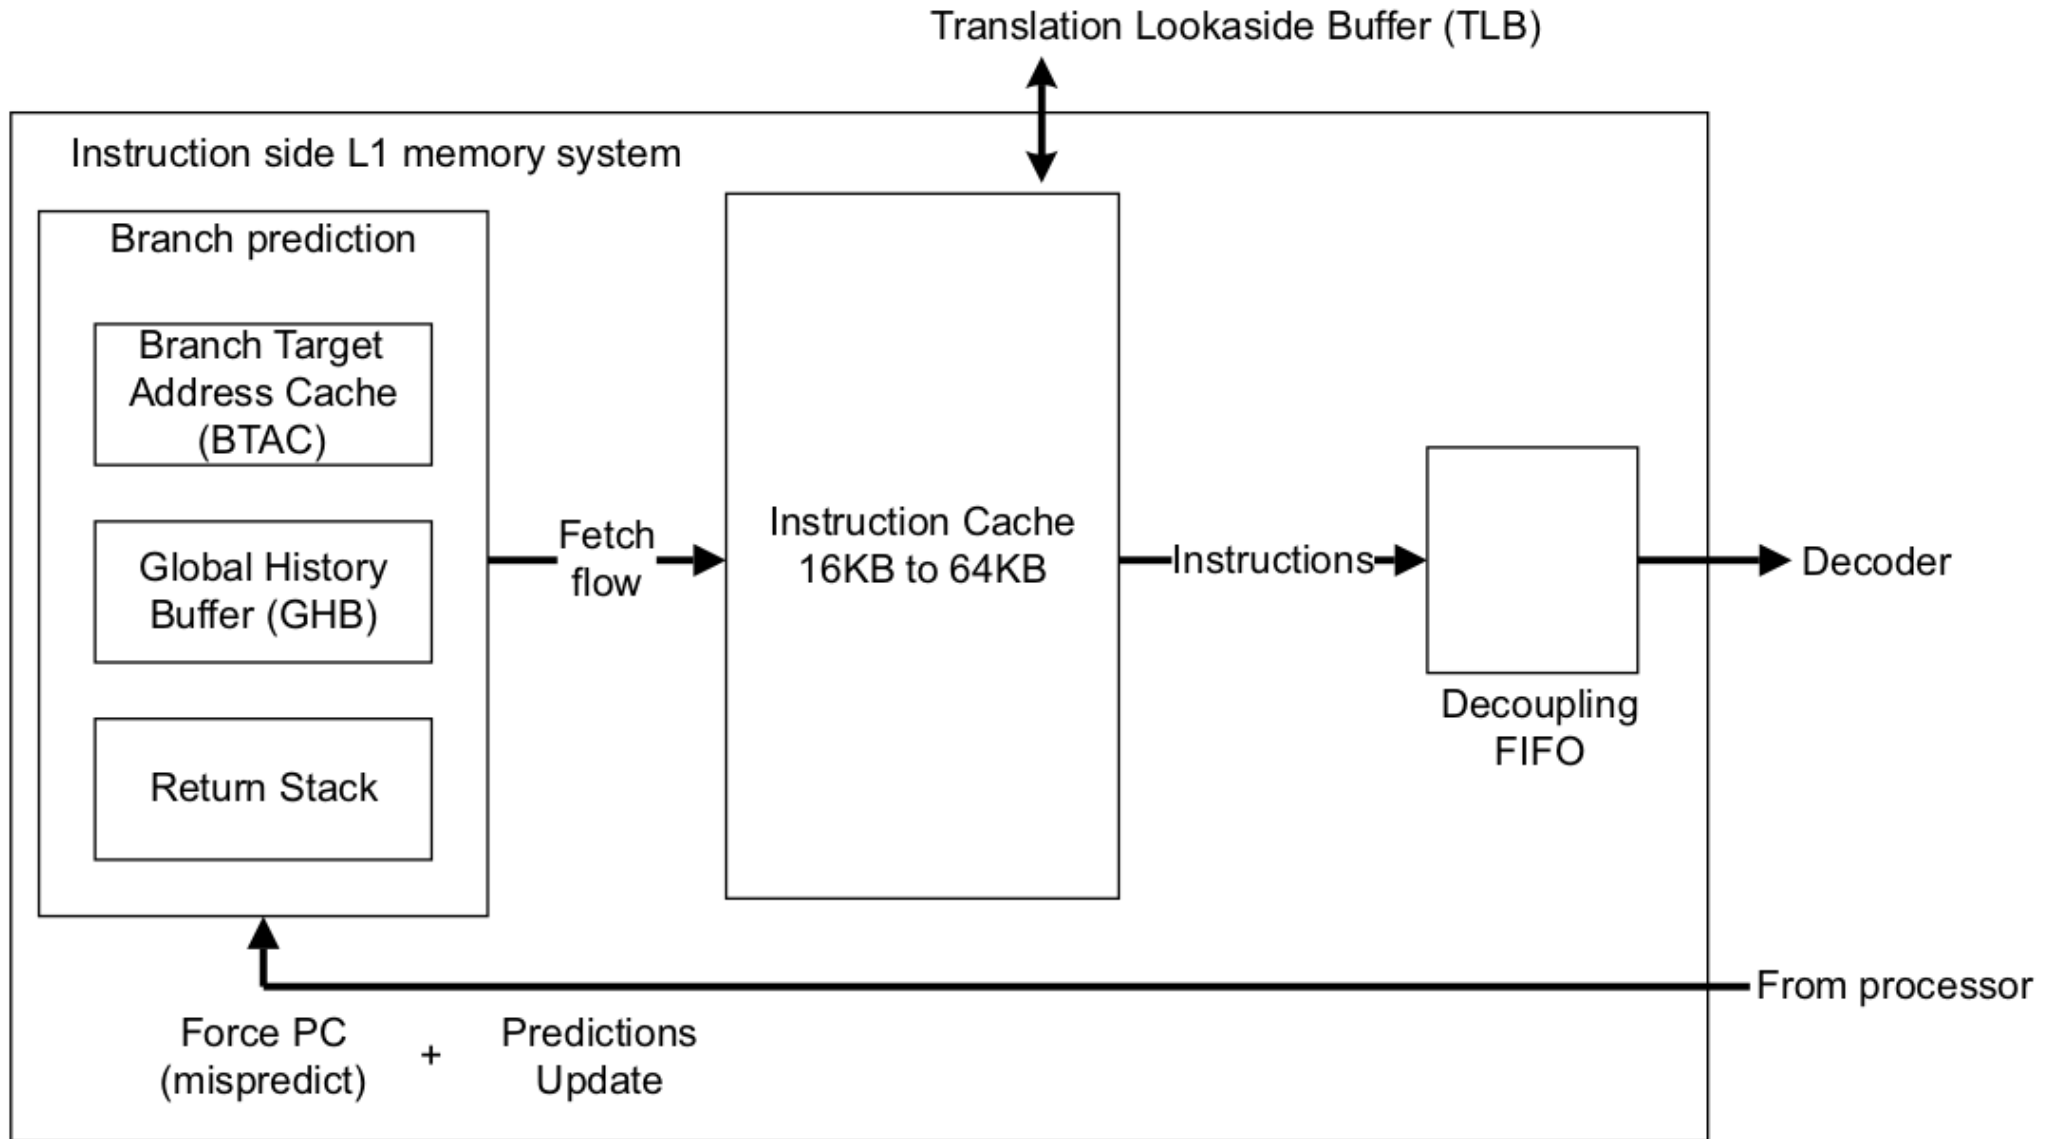 Translation Lookaside Buffer (TLB)
Instruction side L1 memory system
Branch prediction
Branch Target
Address Cache
(BTAC)
Global History
Buffer (GHB)
Return Stack
Fetch
flow
Instruction Cache
16KB to 64KB
Instructions
Decoupling
FIFO
Decoder
From processor
Force PC
(mispredict)
+
Predictions
Update